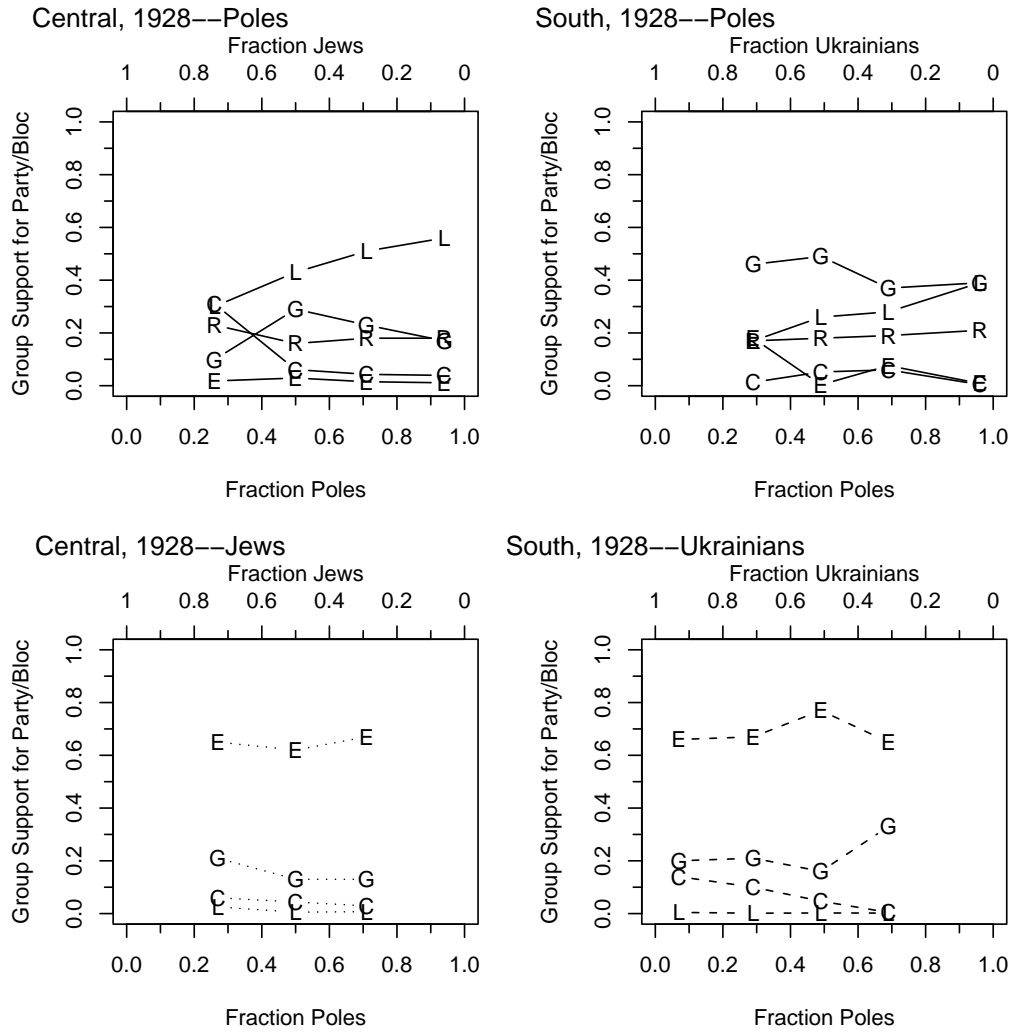 Central, 1928−−Poles
Fraction Jews
1 0.8 0.6 0.4 0.2 0
Group Support for Party/Bloc
1.0
0.8
0.6
0.4
0.2
0.0
L L L L
G G G G
R R R R
C C C C
E E E E
0.0 0.2 0.4 0.6 0.8 1.0
Fraction Poles
South, 1928−−Poles
Fraction Ukrainians
1 0.8 0.6 0.4 0.2 0
Group Support for Party/Bloc
1.0
0.8
0.6
0.4
0.2
0.0
G G G G
L L L L
R R R R
E E E E
C C C C
0.0 0.2 0.4 0.6 0.8 1.0
Fraction Poles
Central, 1928−−Jews
Fraction Jews
1 0.8 0.6 0.4 0.2 0
Group Support for Party/Bloc
1.0
0.8
0.6
0.4
0.2
0.0
E E E
G G G
C C C
L L L
0.0 0.2 0.4 0.6 0.8 1.0
Fraction Poles
South, 1928−−Ukrainians
Fraction Ukrainians
1 0.8 0.6 0.4 0.2 0
Group Support for Party/Bloc
1.0
0.8
0.6
0.4
0.2
0.0
E E E E
G G G G
C C C C
L L L L
0.0 0.2 0.4 0.6 0.8 1.0
Fraction Poles